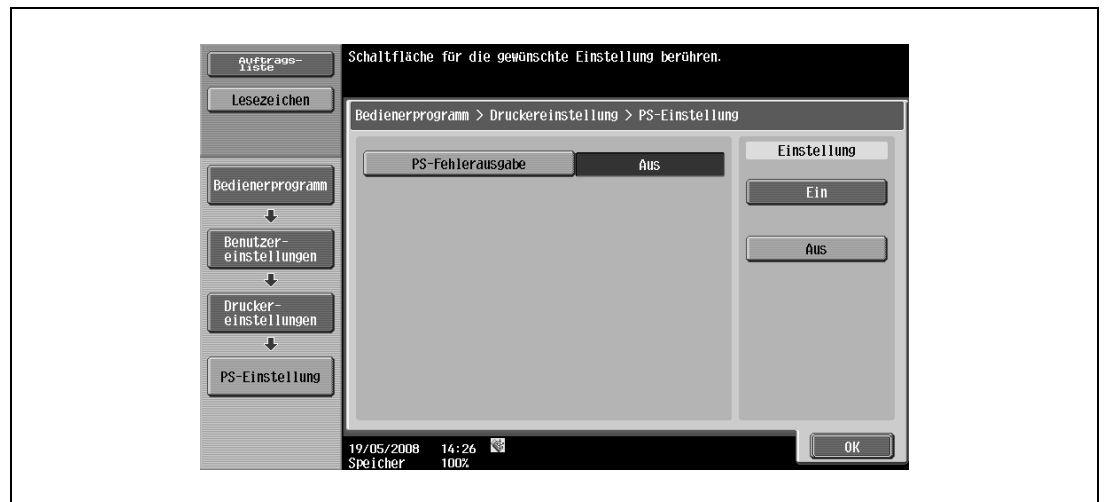 Auftrags-
liste
Schaltfläche für die gewünschte Einstellung berühren.
Lesezeichen
Bedienerprogramm > Druckereinstellung > PS-Einstellung
PS-Fehlerausgabe
Aus
Einstellung
Ein
Aus
Bedienerprogramm
Benutzer-
einstellungen
Drucker-
einstellungen
PS-Einstellung
19/05/2008 14:26
Speicher 100%
OK